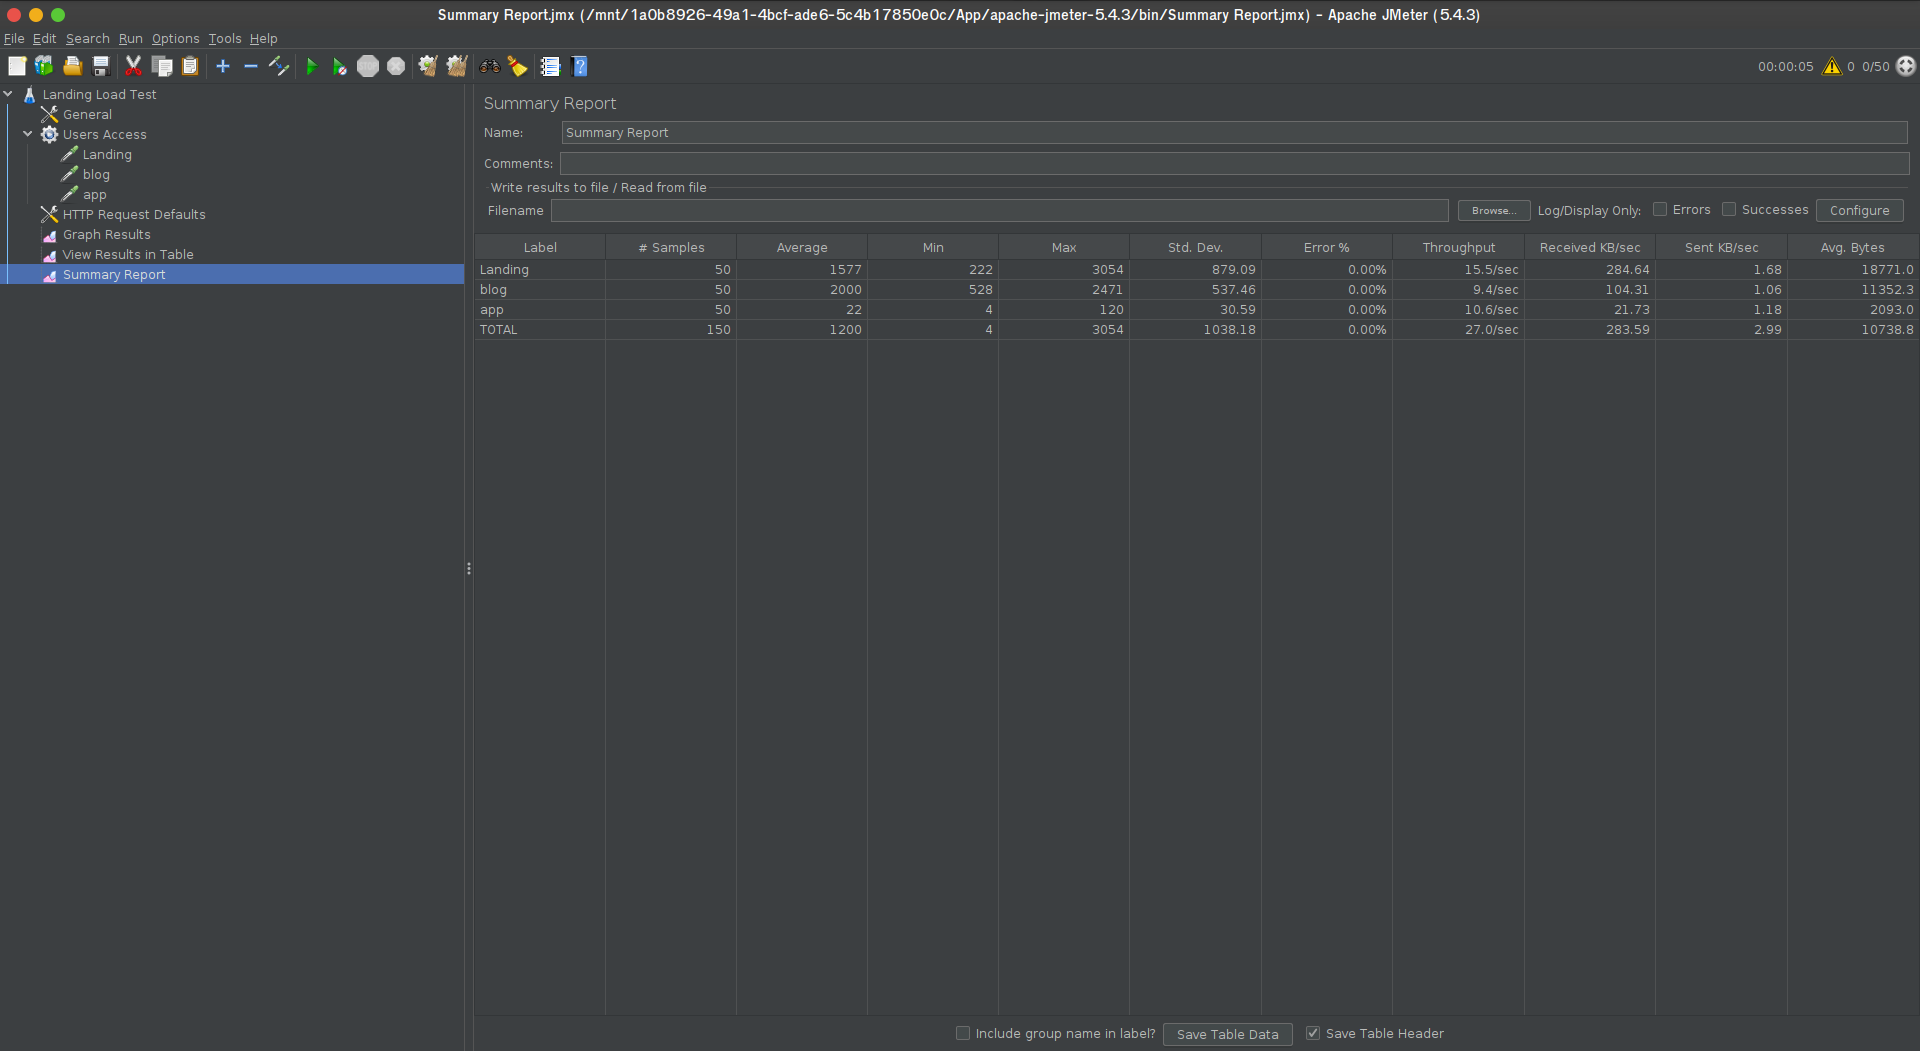 Summary Report.jmx (/mnt/1a0b8926-49a1-4bcf-ade6-5c4b17850e0c/App/apache-jmeter-5.4.3/bin/Summary Report.jmx) - Apache JMeter (5.4.3)
File Edit Search Run Options Tools Help
00:00:05 0 0/50
Landing Load Test
General
Users Access
Landing
blog
app
HTTP Request Defaults
Graph Results
View Results in Table
Summary Report
Summary Report
Name: Summary Report
Comments:
Write results to file / Read from file
Filename Browse... Log/Display Only: Errors Successes Configure
Label # Samples Average Min Max Std. Dev. Error % Throughput Received KB/sec Sent KB/sec Avg. Bytes
Landing 50 1577 222 3054 879.09 0.00% 15.5/sec 284.64 1.68 18771.0
blog 50 2000 528 2471 537.46 0.00% 9.4/sec 104.31 1.06 11352.3
app 50 22 4 120 30.59 0.00% 10.6/sec 21.73 1.18 2093.0
TOTAL 150 1200 4 3054 1038.18 0.00% 27.0/sec 283.59 2.99 10738.8
Include group name in label? Save Table Data Save Table Header